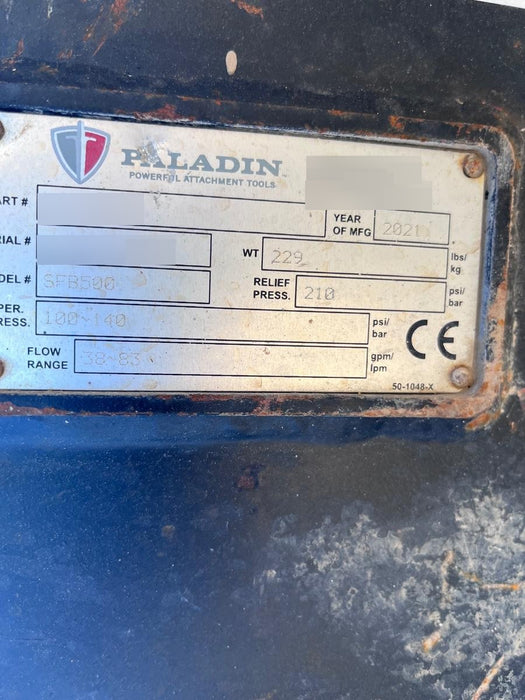 PALADIN
POWERFUL ATTACHMENT TOOLS
ART #
YEAR OF MFG 2021
RIAL #
WT 229 lbs/ kg
DEL # SFB500
RELIEF PRESS. 210 psi/ bar
PER. RESS. 100-140 psi/ bar
FLOW RANGE 38-83 gpm/ lpm
CE
50-1048-X